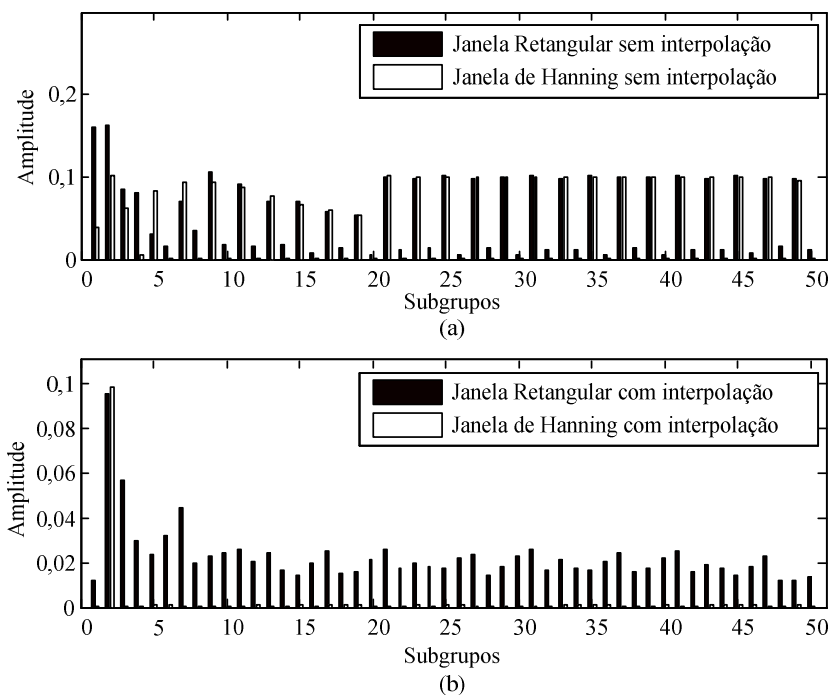 Janela Retangular sem interpolação
Janela de Hanning sem interpolação
Amplitude
0,2
0,1
0
0 5 10 15 20 25 30 35 40 45 50
Subgrupos
(a)
Janela Retangular com interpolação
Janela de Hanning com interpolação
Amplitude
0,1
0,08
0,06
0,04
0,02
0
0 5 10 15 20 25 30 35 40 45 50
Subgrupos
(b)